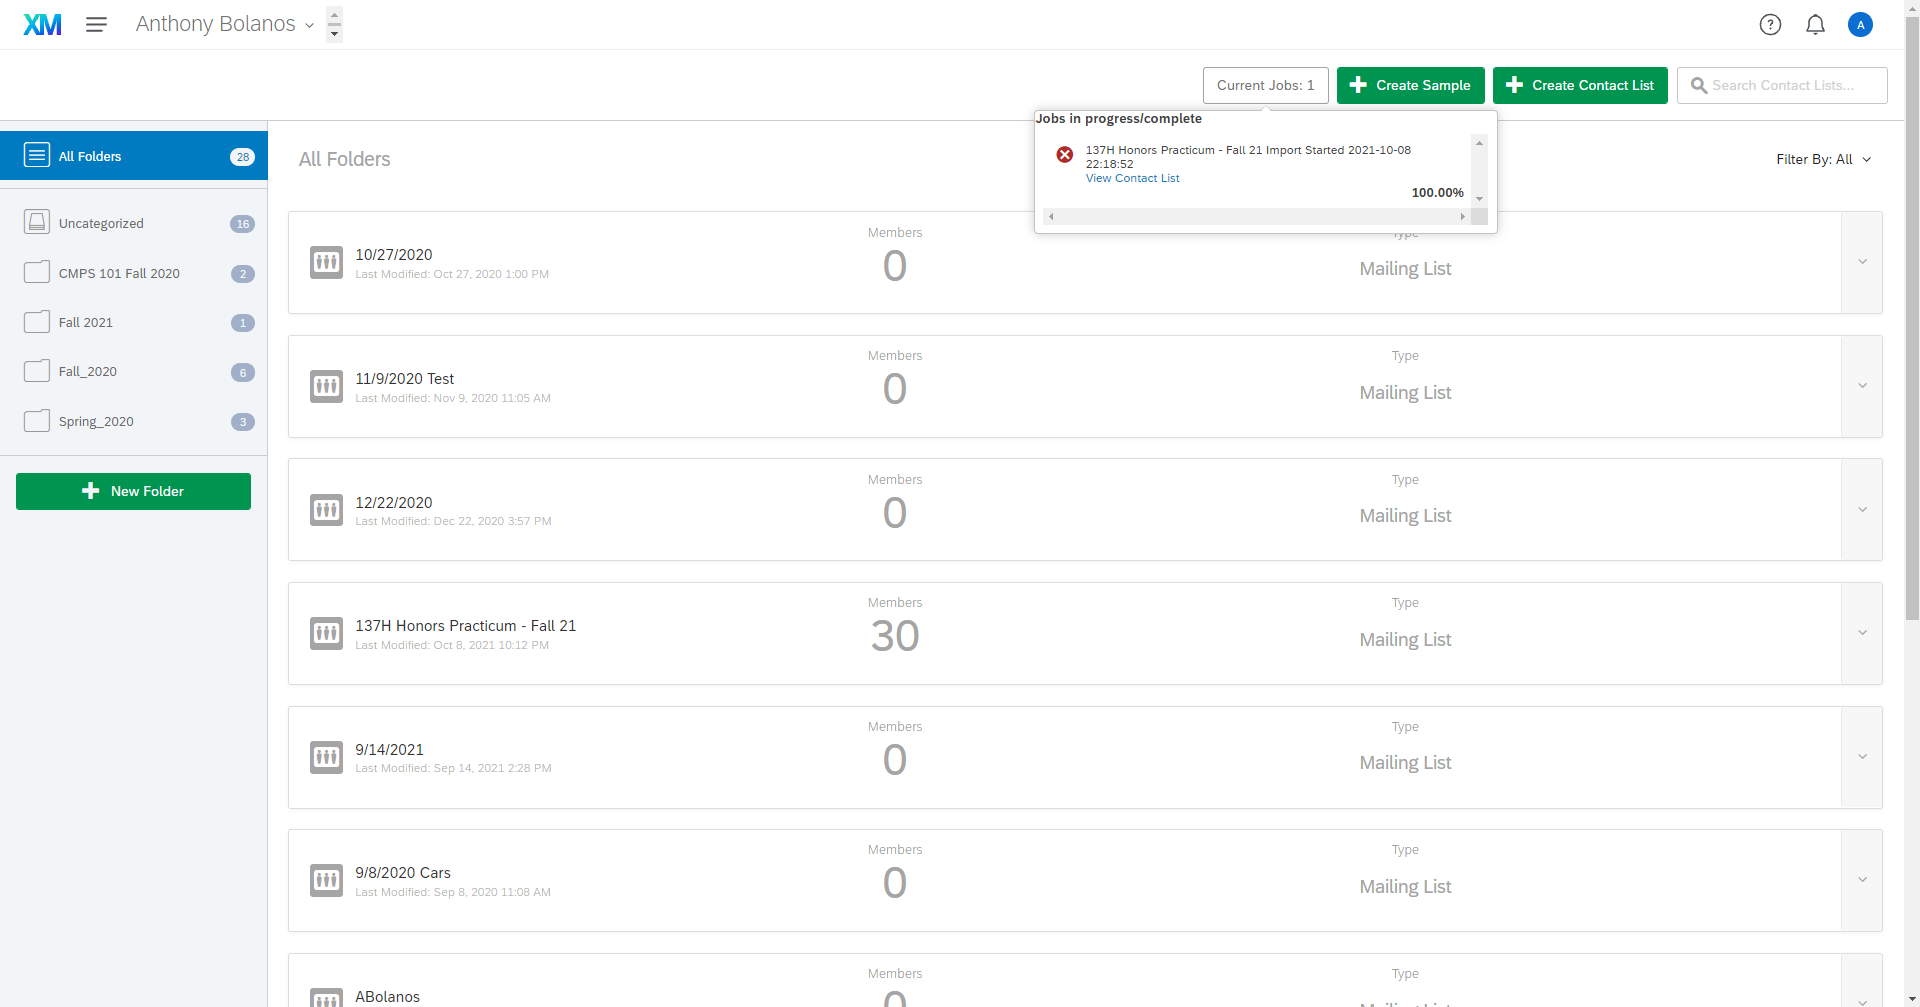 XM
Anthony Bolanos
A
Current Jobs: 1
Create Sample
Create Contact List
Search Contact Lists...
Jobs in progress/complete
137H Honors Practicum - Fall 21 Import Started 2021-10-08
22:18:52
View Contact List
100.00%
All Folders
28
Uncategorized
16
CMPS 101 Fall 2020
2
Fall 2021
1
Fall_2020
6
Spring_2020
3
New Folder
All Folders
Filter By: All
10/27/2020
Last Modified: Oct 27, 2020 1:00 PM
Members
0
Type
Mailing List
11/9/2020 Test
Last Modified: Nov 9, 2020 11:05 AM
Members
0
Type
Mailing List
12/22/2020
Last Modified: Dec 22, 2020 3:57 PM
Members
0
Type
Mailing List
137H Honors Practicum - Fall 21
Last Modified: Oct 8, 2021 10:12 PM
Members
30
Type
Mailing List
9/14/2021
Last Modified: Sep 14, 2021 2:28 PM
Members
0
Type
Mailing List
9/8/2020 Cars
Last Modified: Sep 8, 2020 11:08 AM
Members
0
Type
Mailing List
ABolanos
Members
0
Type
Mailing List